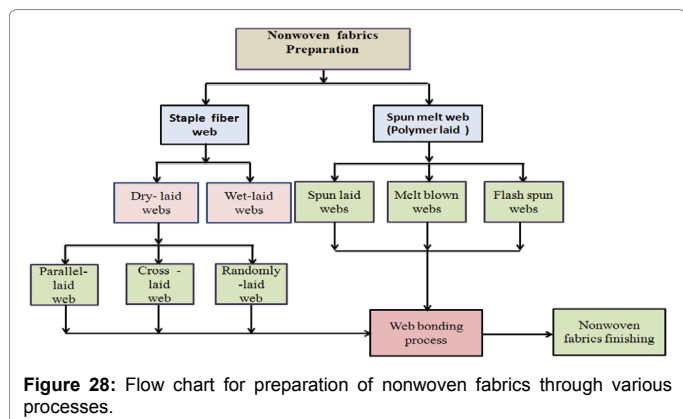 Nonwoven fabrics
Preparation
Staple fiber
web
Spun melt web
(Polymer laid )
Dry- laid
webs
Wet-laid
webs
Spun laid
webs
Melt blown
webs
Flash spun
webs
Parallel-
laid web
Cross -
laid
web
Randomly
-laid web
Web bonding
process
Nonwoven
fabrics finishing
Figure 28: Flow chart for preparation of nonwoven fabrics through various
processes.